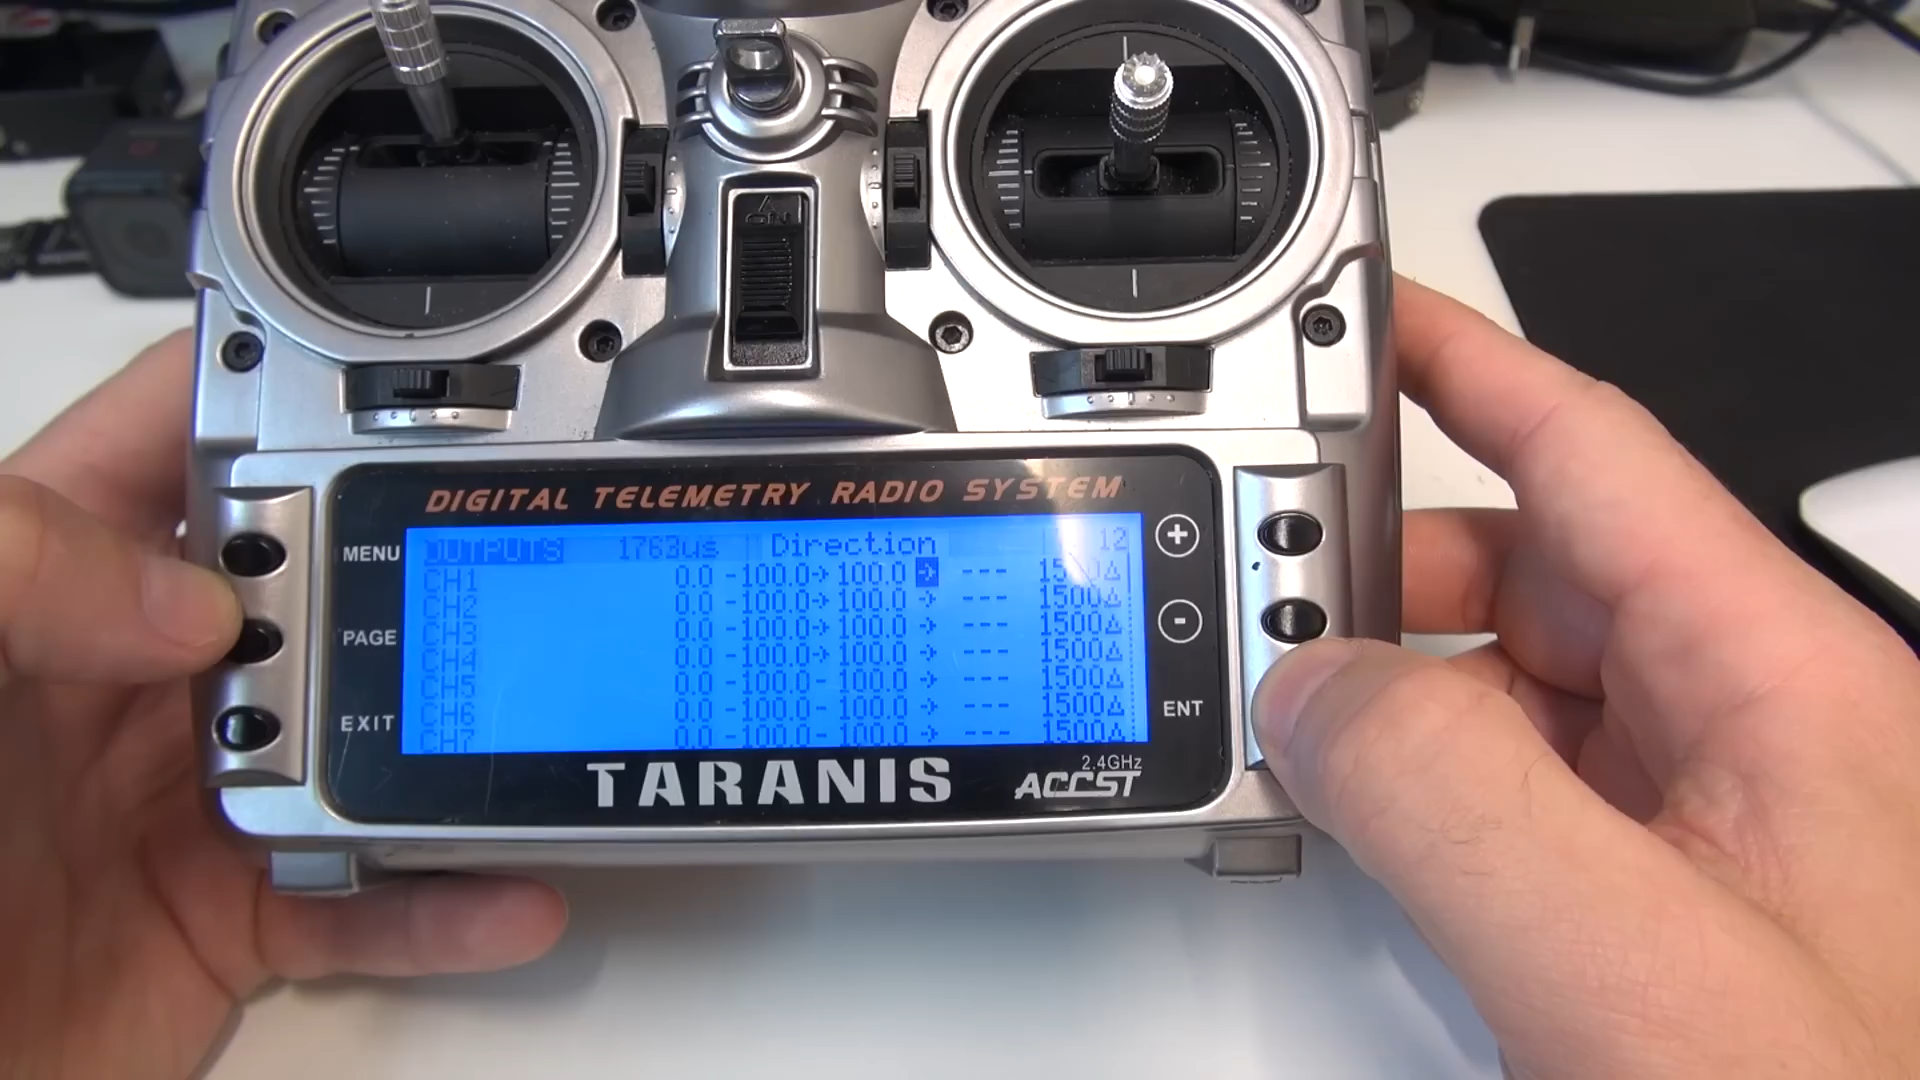 ON
DIGITAL TELEMETRY RADIO SYSTEM
MENU
PAGE
EXIT
OUTPUTS 1763us Direction 12
CH1 0.0 -100.0→ 100.0 → --- △
CH2 0.0 -100.0→ 100.0 → --- 1500△
CH3 0.0 -100.0→ 100.0 → --- 1500△
CH4 0.0 -100.0→ 100.0 → --- 1500△
CH5 0.0 -100.0- 100.0 → --- 1500△
CH6 0.0 -100.0- 100.0 → --- 1500△
CH7 0.0 -100.0- 100.0 → --- 1500△
+
-
ENT
TARANIS
2.4GHz
ACCST